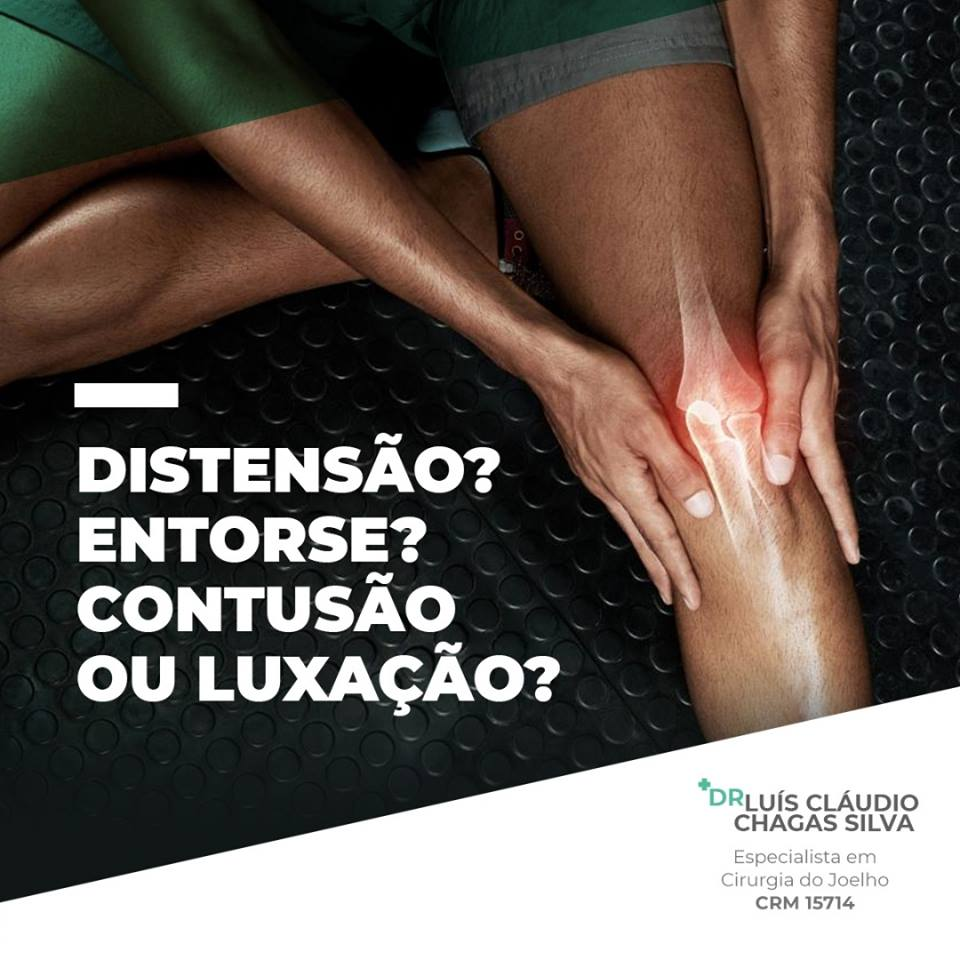 DISTENSÃO?
ENTORSE?
CONTUSÃO
OU LUXAÇÃO?
DR LUÍS CLÁUDIO
CHAGAS SILVA
Especialista em
Cirurgia do Joelho
CRM 15714